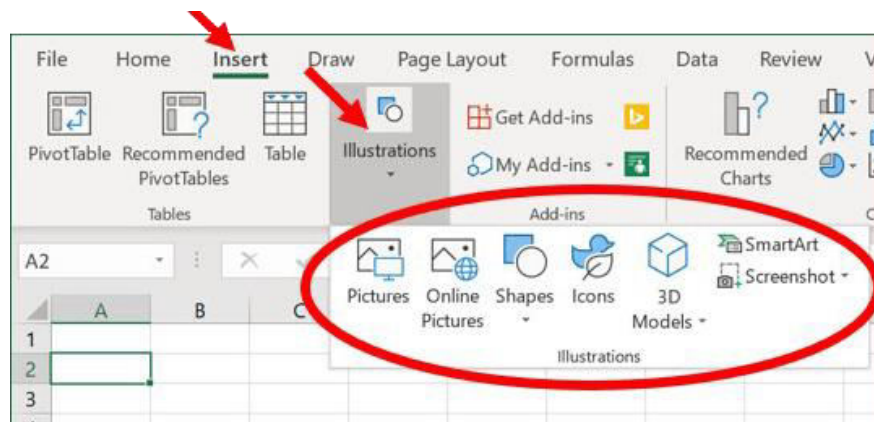 File Home Insert Draw Page Layout Formulas Data Review
PivotTable
Recommended
PivotTables
Table
Tables
Illustrations
Get Add-ins
My Add-ins
Add-ins
Recommended
Charts
A2
Pictures
Online
Pictures
Shapes
Icons
3D
Models
SmartArt
Screenshot
Illustrations
A B C
1
2
3